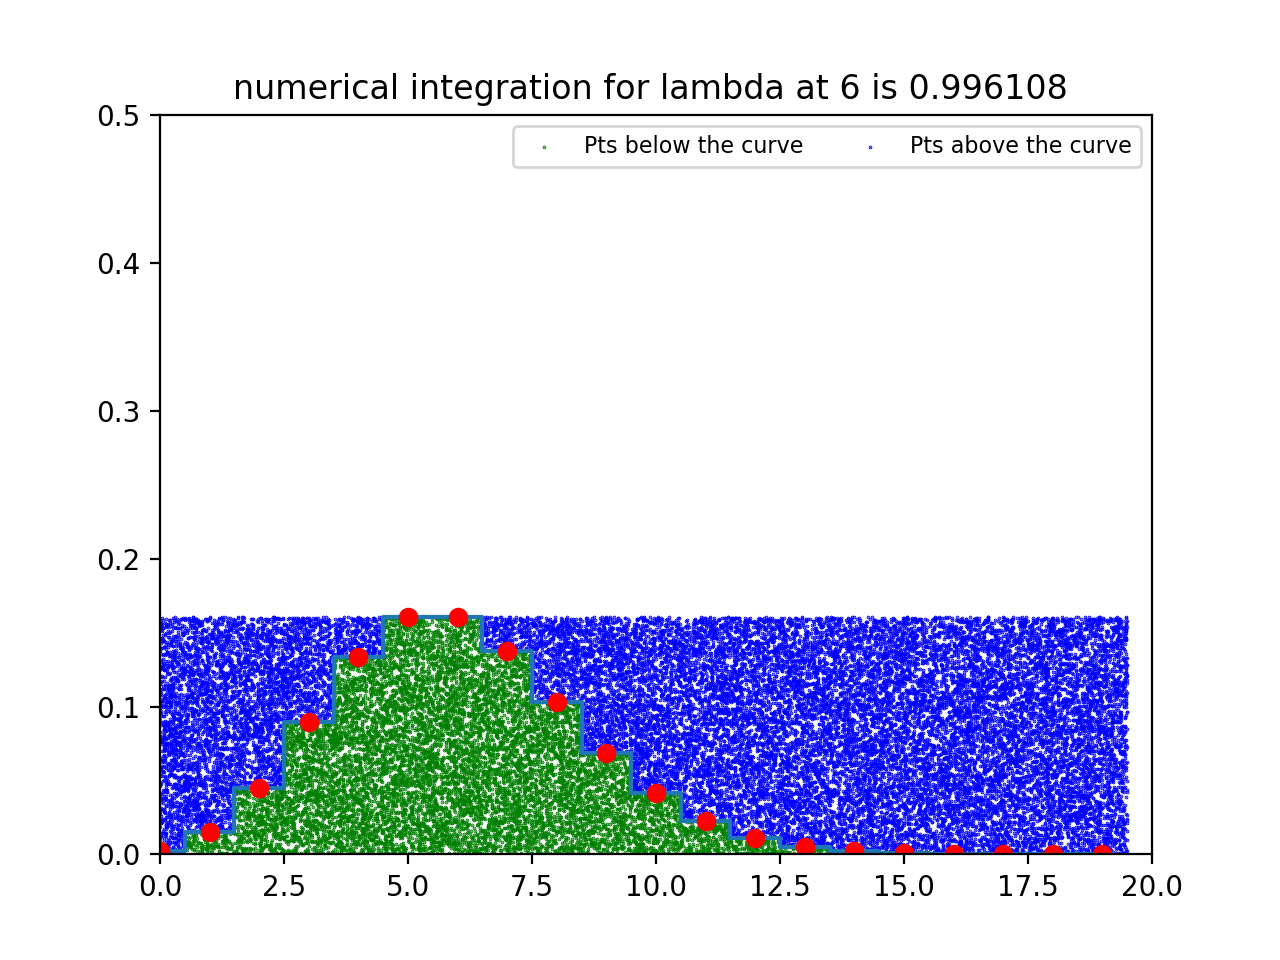 numerical integration for lambda at 6 is 0.996108
Pts below the curve Pts above the curve
0.5
0.4
0.3
0.2
0.1
0.0
0.0 2.5 5.0 7.5 10.0 12.5 15.0 17.5 20.0